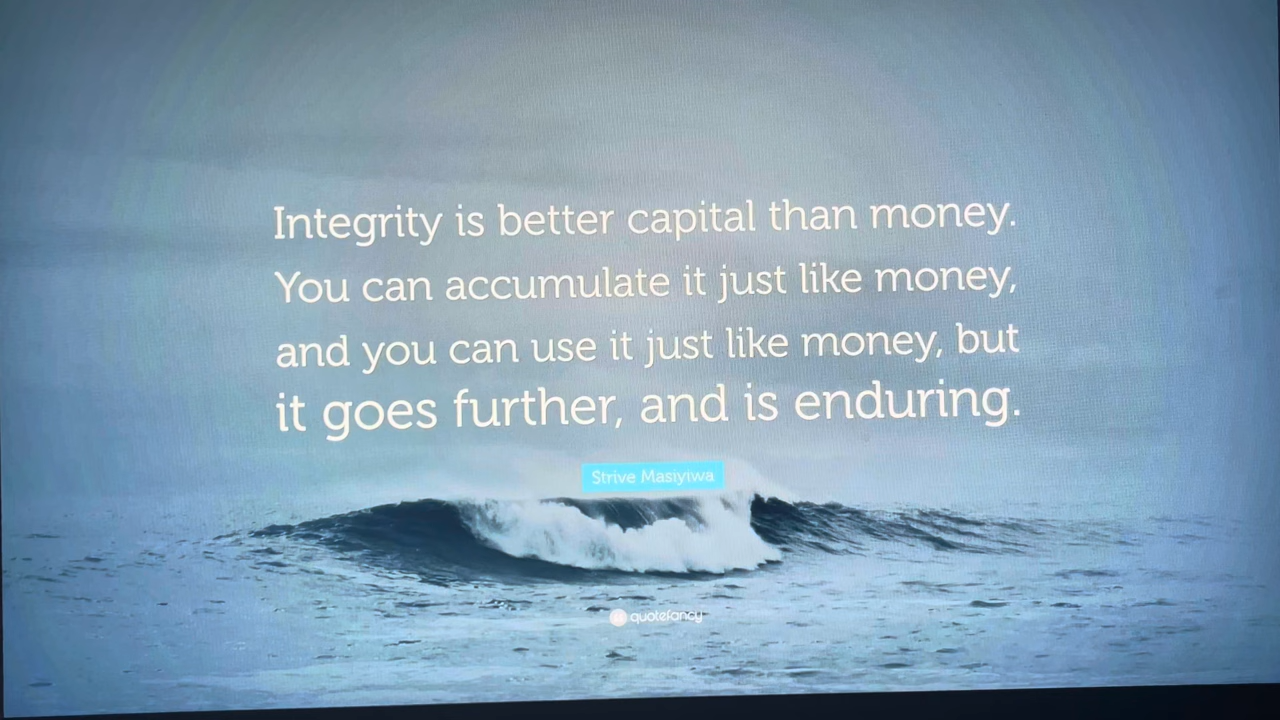 Integrity is better capital than money.
You can accumulate it just like money,
and you can use it just like money, but
it goes further, and is enduring.
Strive Masiyiwa
quotefancy